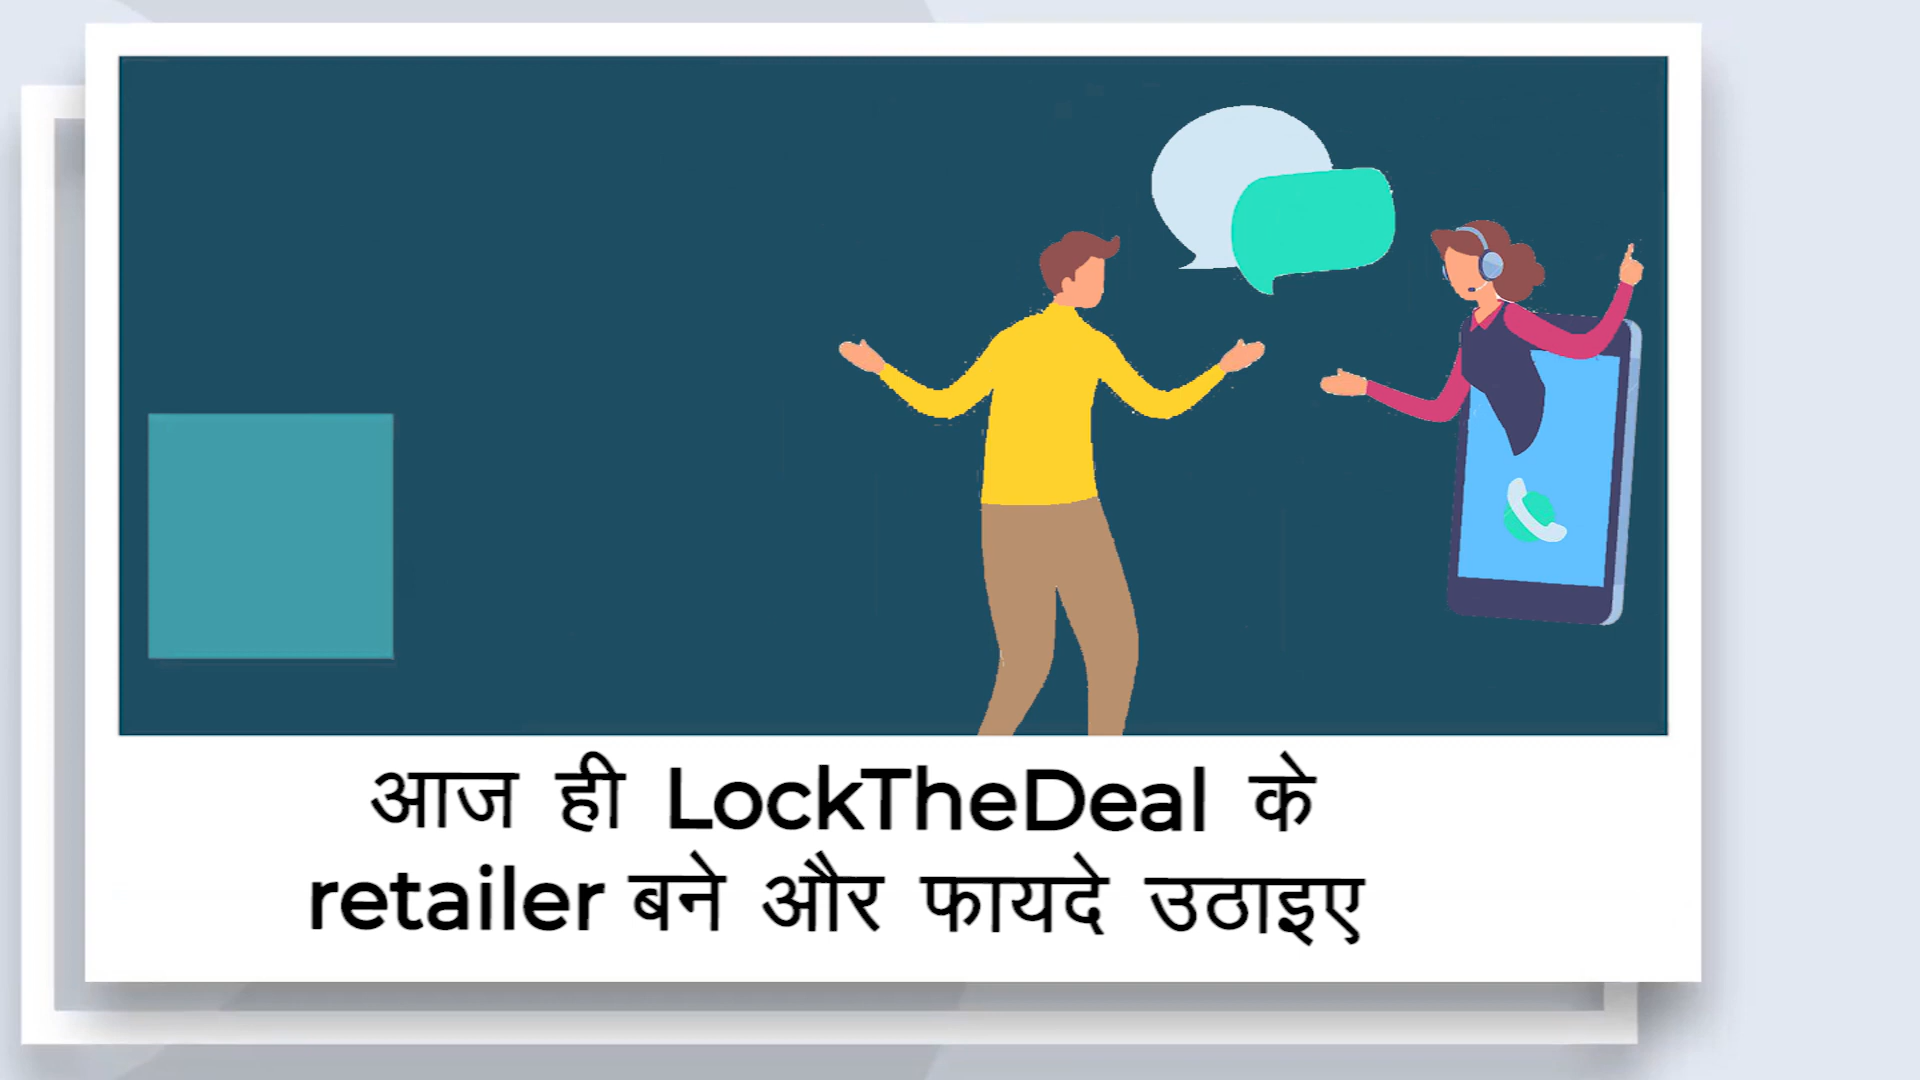 आज ही LockTheDeal के
retailer बने और फायदे उठाइए